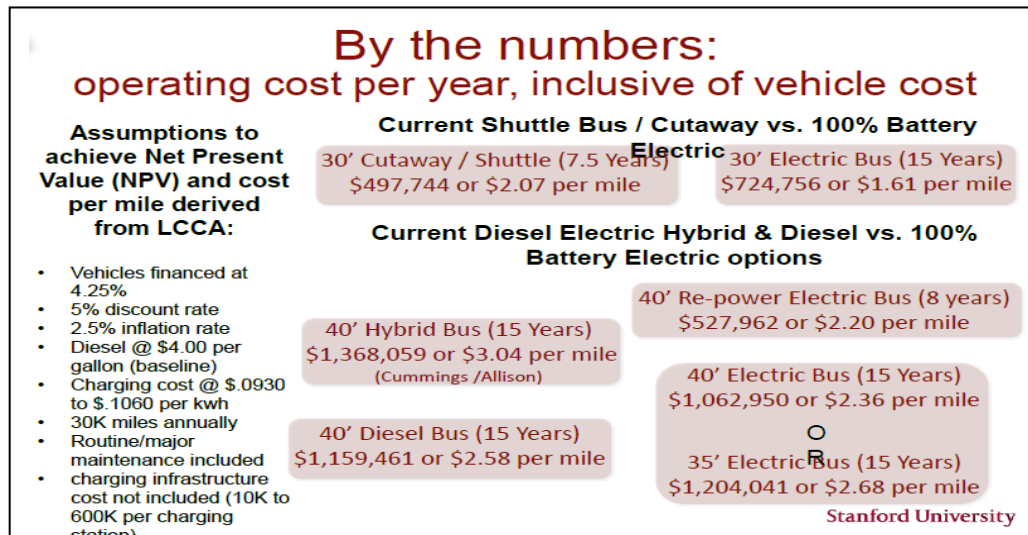 By the numbers:
operating cost per year, inclusive of vehicle cost
Assumptions to
achieve Net Present
Value (NPV) and cost
per mile derived
from LCCA:
• Vehicles financed at
4.25%
• 5% discount rate
• 2.5% inflation rate
• Diesel @ $4.00 per
gallon (baseline)
• Charging cost @ $.0930
to $.1060 per kwh
• 30K miles annually
• Routine/major
maintenance included
• charging infrastructure
cost not included (10K to
600K per charging
station)
Current Shuttle Bus / Cutaway vs. 100% Battery
Electric
30’ Cutaway / Shuttle (7.5 Years)
$497,744 or $2.07 per mile
30’ Electric Bus (15 Years)
$724,756 or $1.61 per mile
Current Diesel Electric Hybrid & Diesel vs. 100%
Battery Electric options
40’ Hybrid Bus (15 Years)
$1,368,059 or $3.04 per mile
(Cummings /Allison)
40’ Diesel Bus (15 Years)
$1,159,461 or $2.58 per mile
40’ Re-power Electric Bus (8 years)
$527,962 or $2.20 per mile
40’ Electric Bus (15 Years)
$1,062,950 or $2.36 per mile
O
R
35’ Electric Bus (15 Years)
$1,204,041 or $2.68 per mile
Stanford University